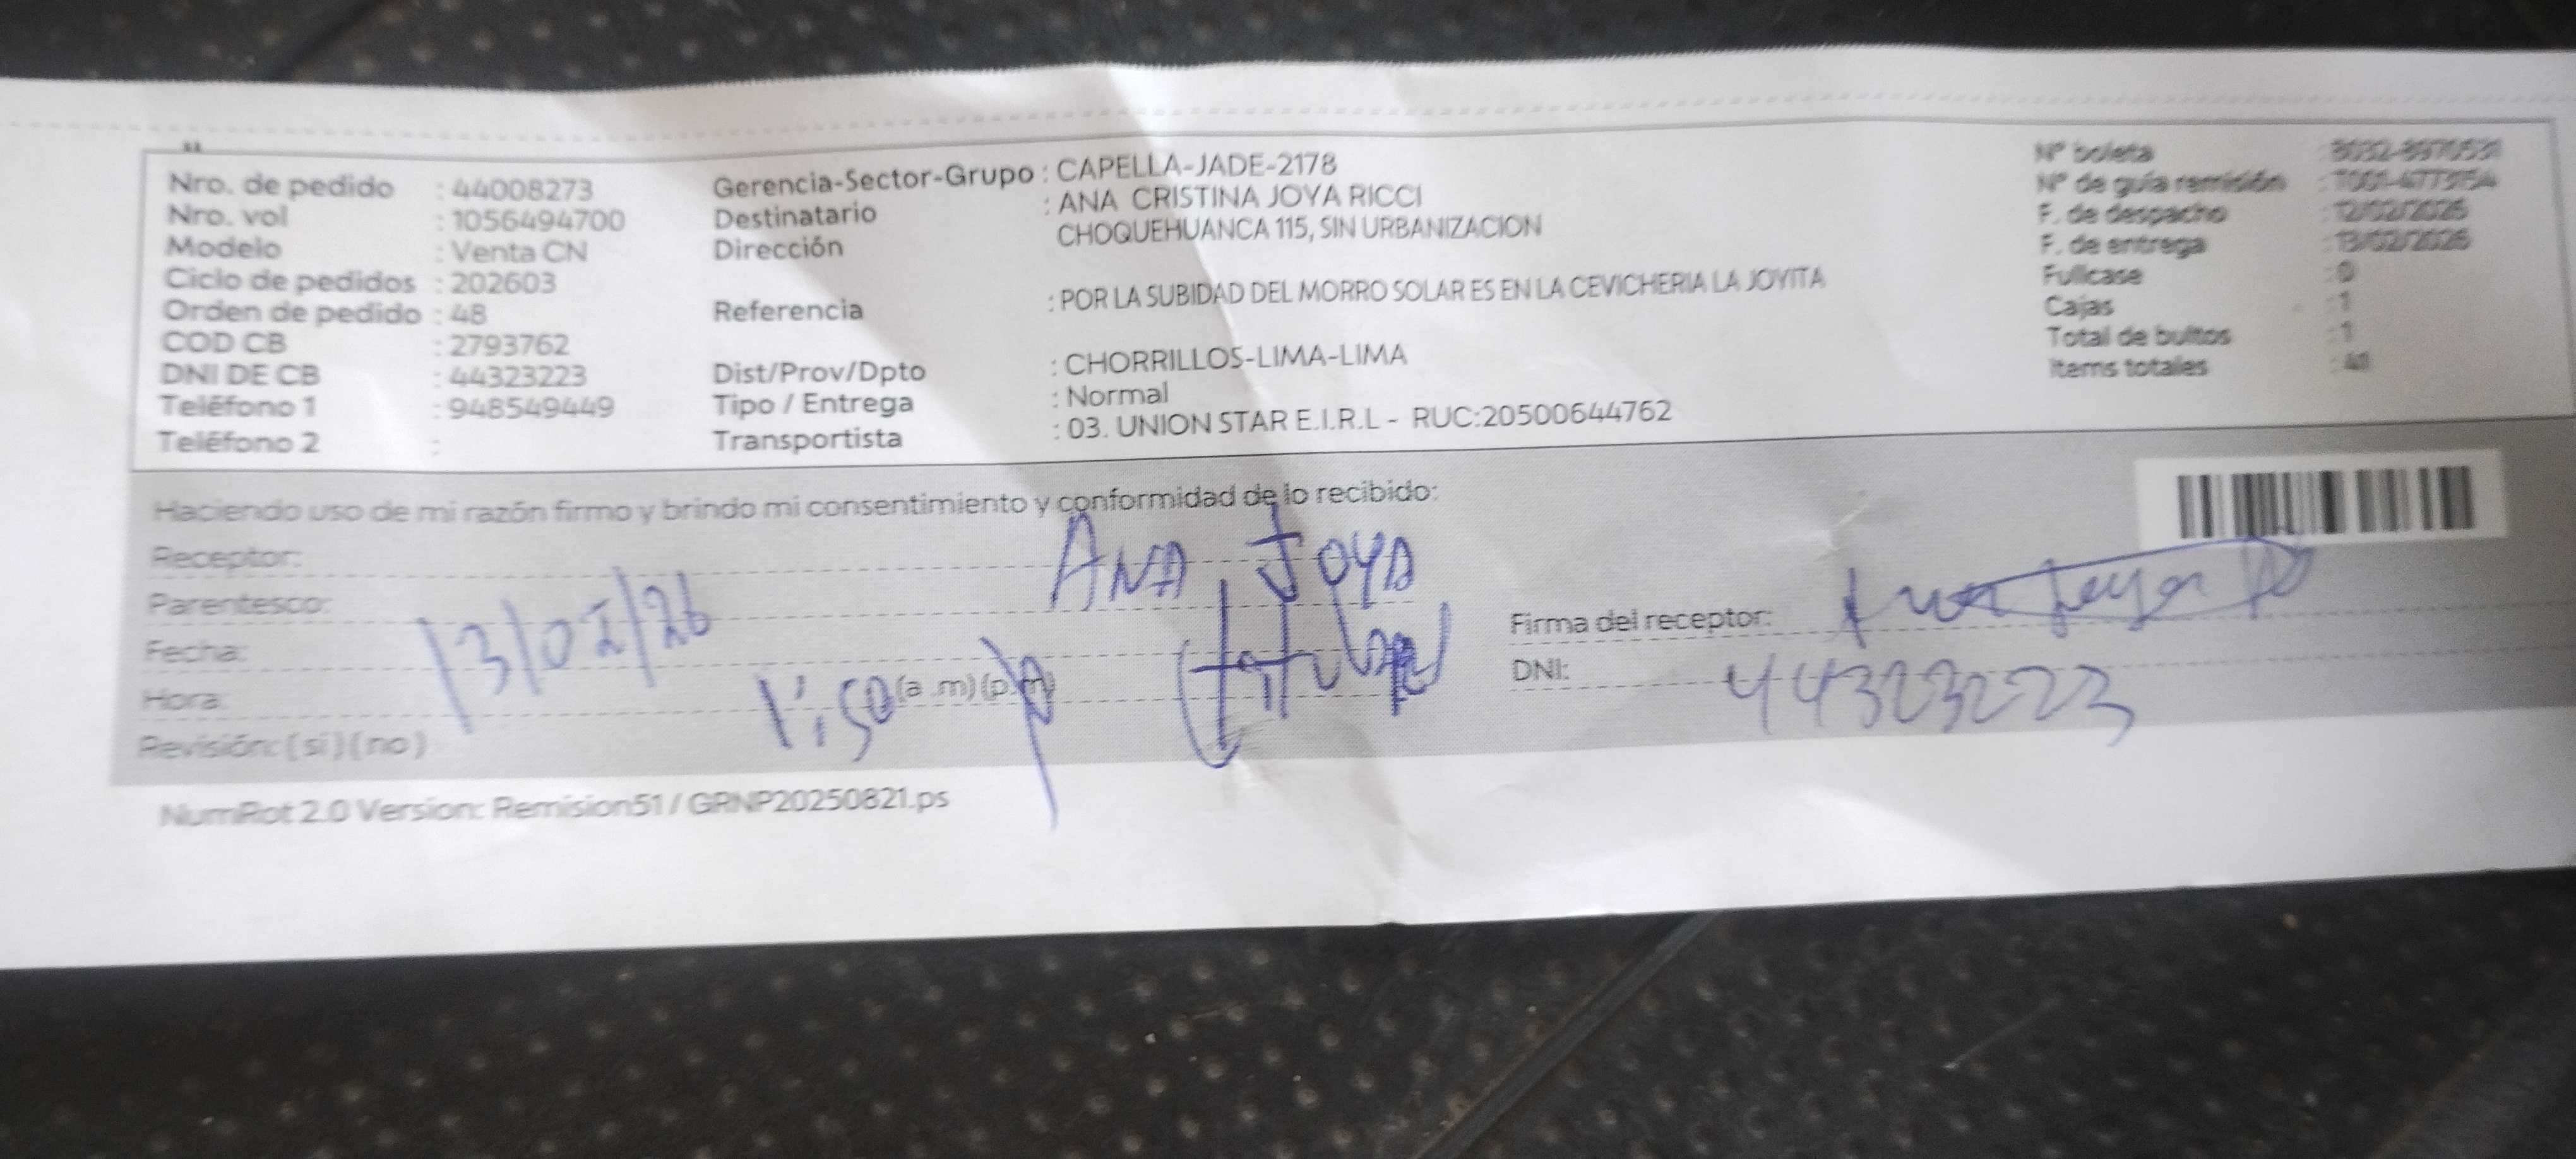 Nro. de pedido : 44008273
Nro. vol : 1056494700
Modelo : Venta CN
Ciclo de pedidos : 202603
Orden de pedido : 48
COD CB : 2793762
DNI DE CB : 44323223
Teléfono 1 : 948549449
Teléfono 2 :
Gerencia-Sector-Grupo : CAPELLA-JADE-2178
Destinatario : ANA CRISTINA JOYA RICCI
Dirección CHOQUEHUANCA 115, SIN URBANIZACION
Referencia : POR LA SUBIDAD DEL MORRO SOLAR ES EN LA CEVICHERIA LA JOYITA
Dist/Prov/Dpto : CHORRILLOS-LIMA-LIMA
Tipo / Entrega : Normal
Transportista : 03. UNION STAR E.I.R.L - RUC:20500644762
Nº boleta :
Nº de guía remisión :
F. de despacho : 12/02/2026
F. de entrega : 13/02/2026
Fullcase : 0
Cajas : 1
Total de bultos : 1
Items totales :
Haciendo uso de mi razón firmo y brindo mi consentimiento y conformidad de lo recibido:
Receptor: ANA JOYA
Parentesco: (titular)
Fecha: 13/02/26
Hora: 1:50 (a .m) (p.m)
Revisión: ( si ) ( no )
Firma del receptor: Ana Joya
DNI: 44323223
NumRot 2.0 Version: Remision51 / GRNP20250821.ps